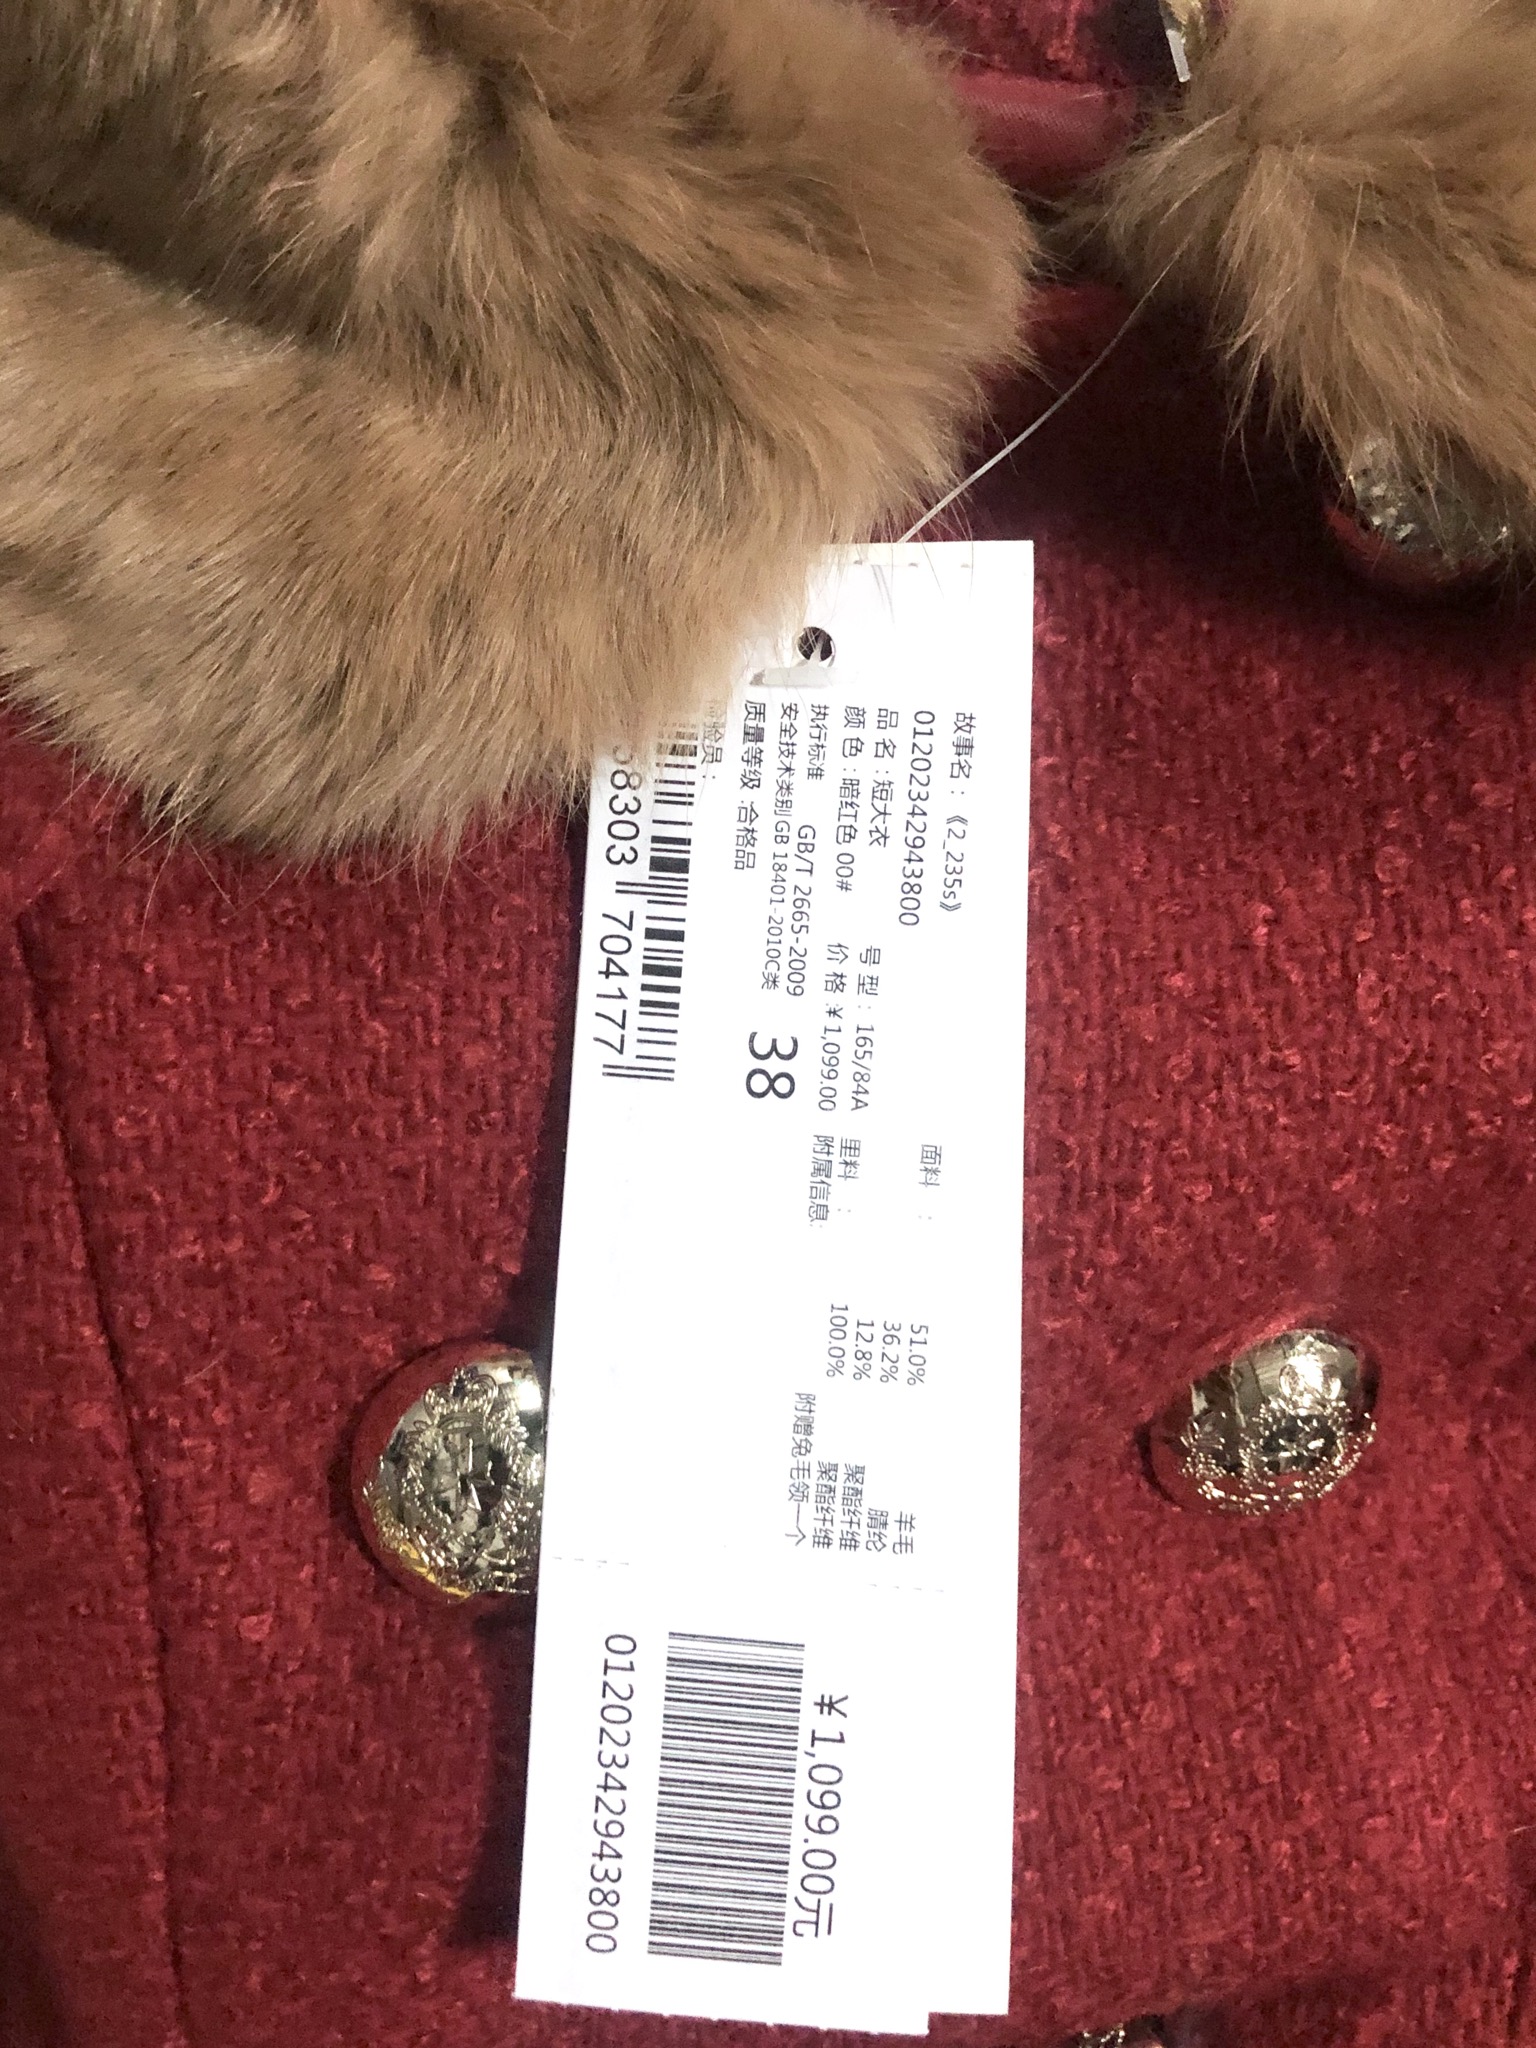 故事名：《2_235s》
012023429438​00
品 名：短大衣
颜 色：暗红色 00#
号 型：165/84A
价 格：¥1,099.00
执行标准 GB/T 2665-2009
安全技术类别 GB 18401-2010C类
质量等级：合格品
38
验员：
8303 704177
面料：
51.0% 羊毛
36.2% 腈纶
12.8% 聚酯纤维
里料：
100.0% 聚酯纤维
附属信息:
附赠兔毛领一个
¥1,099.00元
01202342943800